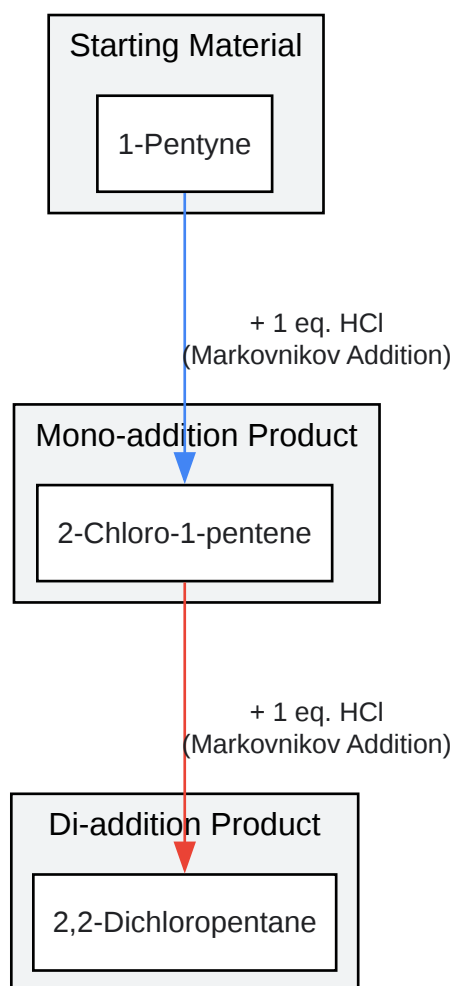 Starting Material
1-Pentyne
+ 1 eq. HCl
(Markovnikov Addition)
Mono-addition Product
2-Chloro-1-pentene
+ 1 eq. HCl
(Markovnikov Addition)
Di-addition Product
2,2-Dichloropentane